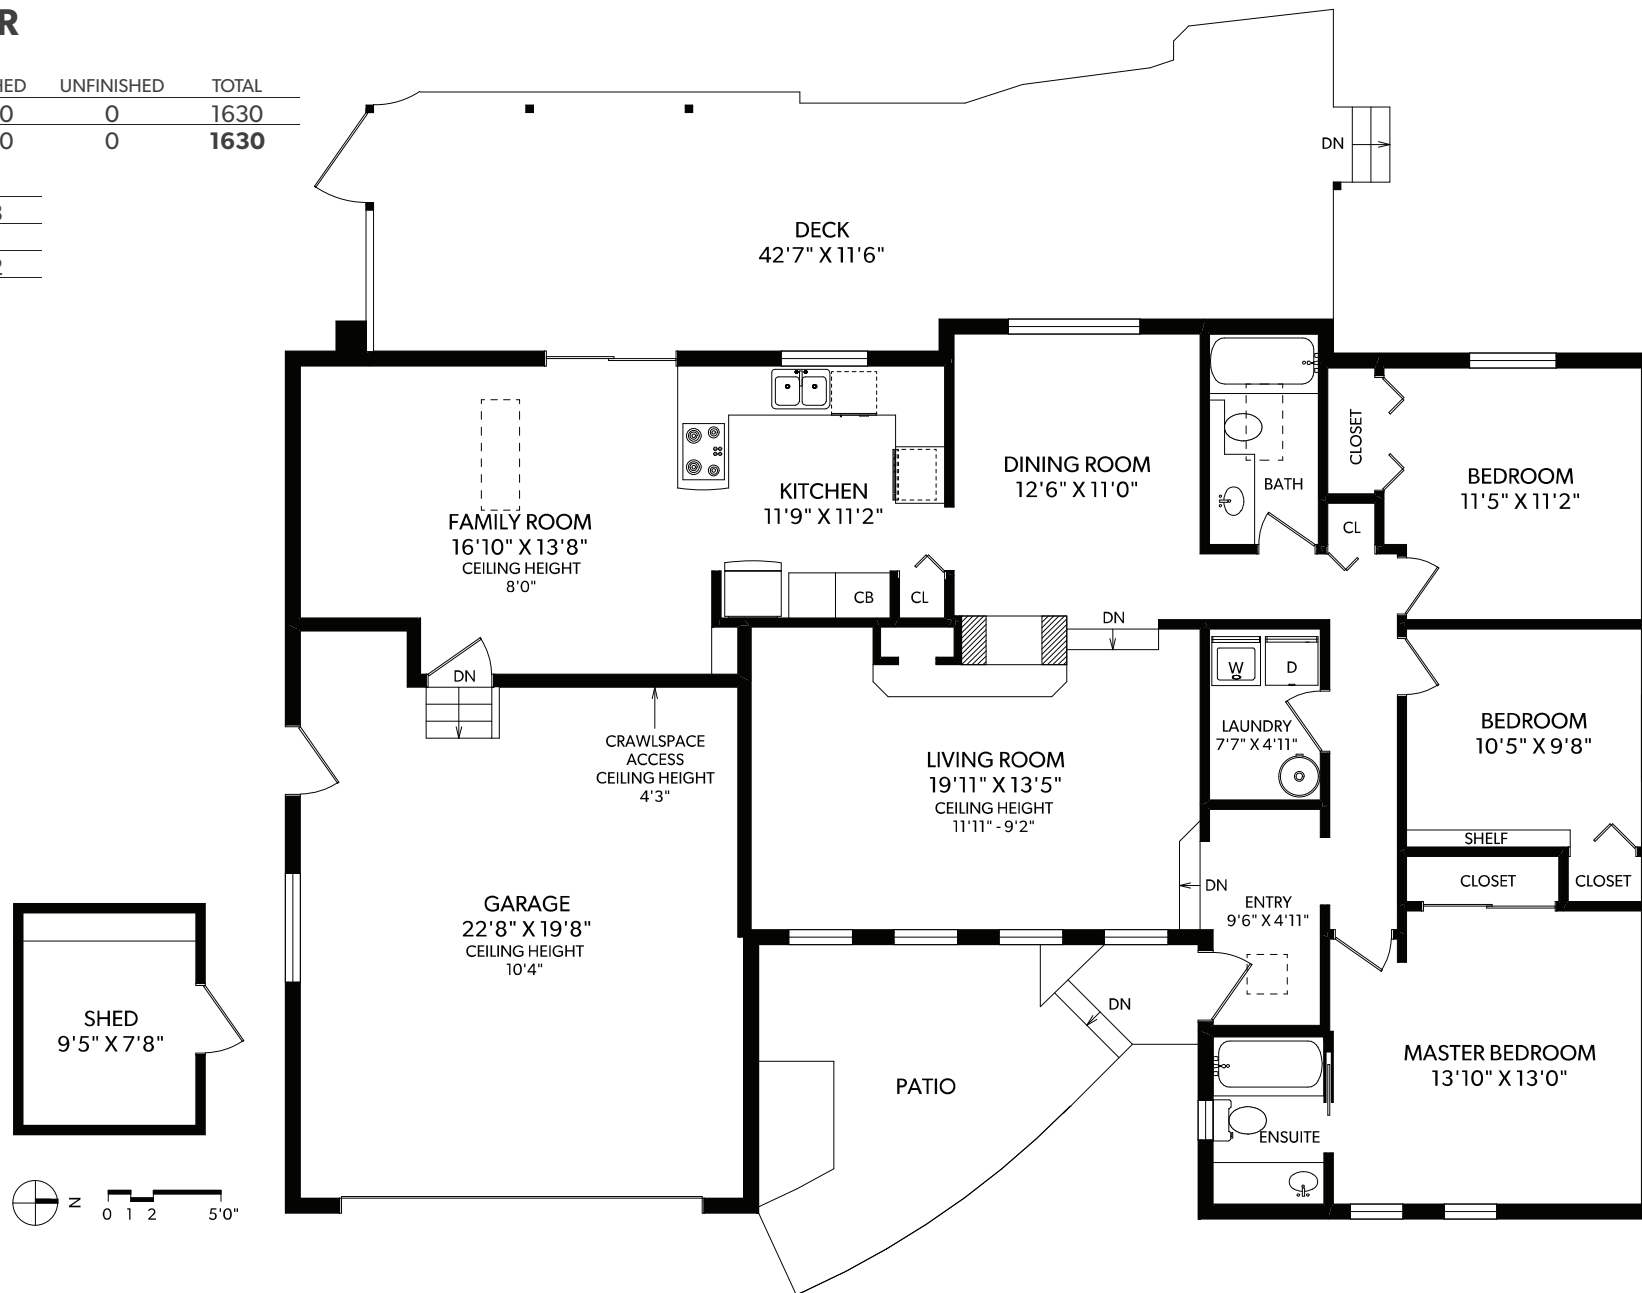 R
HED UNFINISHED TOTAL
0 0 1630
0 0 1630
DN
DECK
42'7" X 11'6"
CLOSET
DINING ROOM
12'6" X 11'0"
BEDROOM
11'5" X 11'2"
KITCHEN
11'9" X 11'2"
BATH
FAMILY ROOM
16'10" X 13'8"
CEILING HEIGHT
8'0"
CL
CB
CL
DN
DN
W
D
LAUNDRY
7'7" X 4'11"
BEDROOM
10'5" X 9'8"
CRAWLSPACE
ACCESS
CEILING HEIGHT
4'3"
LIVING ROOM
19'11" X 13'5"
CEILING HEIGHT
11'11" - 9'2"
SHELF
CLOSET
CLOSET
DN
ENTRY
9'6" X 4'11"
GARAGE
22'8" X 19'8"
CEILING HEIGHT
10'4"
SHED
9'5" X 7'8"
DN
PATIO
MASTER BEDROOM
13'10" X 13'0"
ENSUITE
N
0 1 2 5'0"